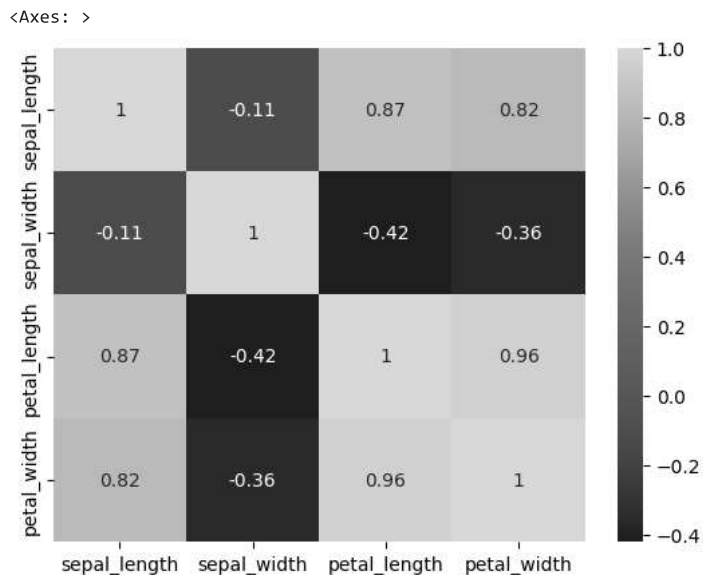 <Axes: >
sepal_length 1 -0.11 0.87 0.82
sepal_width -0.11 1 -0.42 -0.36
petal_length 0.87 -0.42 1 0.96
petal_width 0.82 -0.36 0.96 1
sepal_length sepal_width petal_length petal_width
1.0
0.8
0.6
0.4
0.2
0.0
−0.2
−0.4